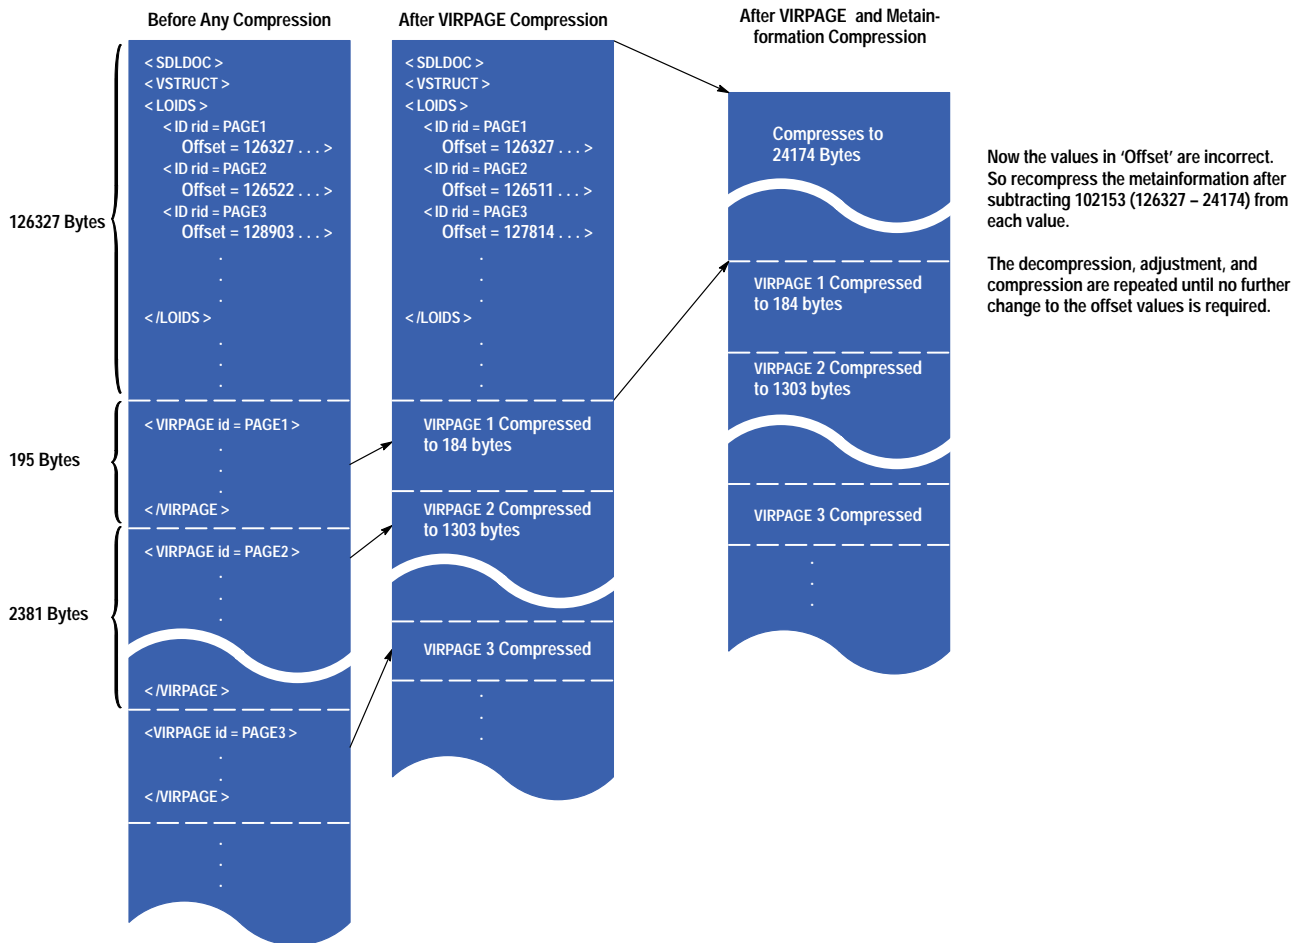 Before Any Compression
126327 Bytes
195 Bytes
2381 Bytes
< SDLDOC >
< VSTRUCT >
< LOIDS >
< ID rid = PAGE1
Offset = 126327 . . . >
< ID rid = PAGE2
Offset = 126522 . . . >
< ID rid = PAGE3
Offset = 128903 . . . >
.
.
.
< /LOIDS >
.
.
.
< VIRPAGE id = PAGE1 >
.
.
.
< /VIRPAGE >
< VIRPAGE id = PAGE2 >
.
.
.
< /VIRPAGE >
<VIRPAGE id = PAGE3 >
.
.
< /VIRPAGE >
.
.
.
After VIRPAGE Compression
< SDLDOC >
< VSTRUCT >
< LOIDS >
< ID rid = PAGE1
Offset = 126327 . . . >
< ID rid = PAGE2
Offset = 126511 . . . >
< ID rid = PAGE3
Offset = 127814 . . . >
.
.
.
< /LOIDS >
.
.
.
VIRPAGE 1 Compressed
to 184 bytes
VIRPAGE 2 Compressed
to 1303 bytes
VIRPAGE 3 Compressed
.
.
.
After VIRPAGE and Metain-
formation Compression
Compresses to
24174 Bytes
VIRPAGE 1 Compressed
to 184 bytes
VIRPAGE 2 Compressed
to 1303 bytes
VIRPAGE 3 Compressed
.
.
.
Now the values in ‘Offset’ are incorrect.
So recompress the metainformation after
subtracting 102153 (126327 – 24174) from
each value.
The decompression, adjustment, and
compression are repeated until no further
change to the offset values is required.